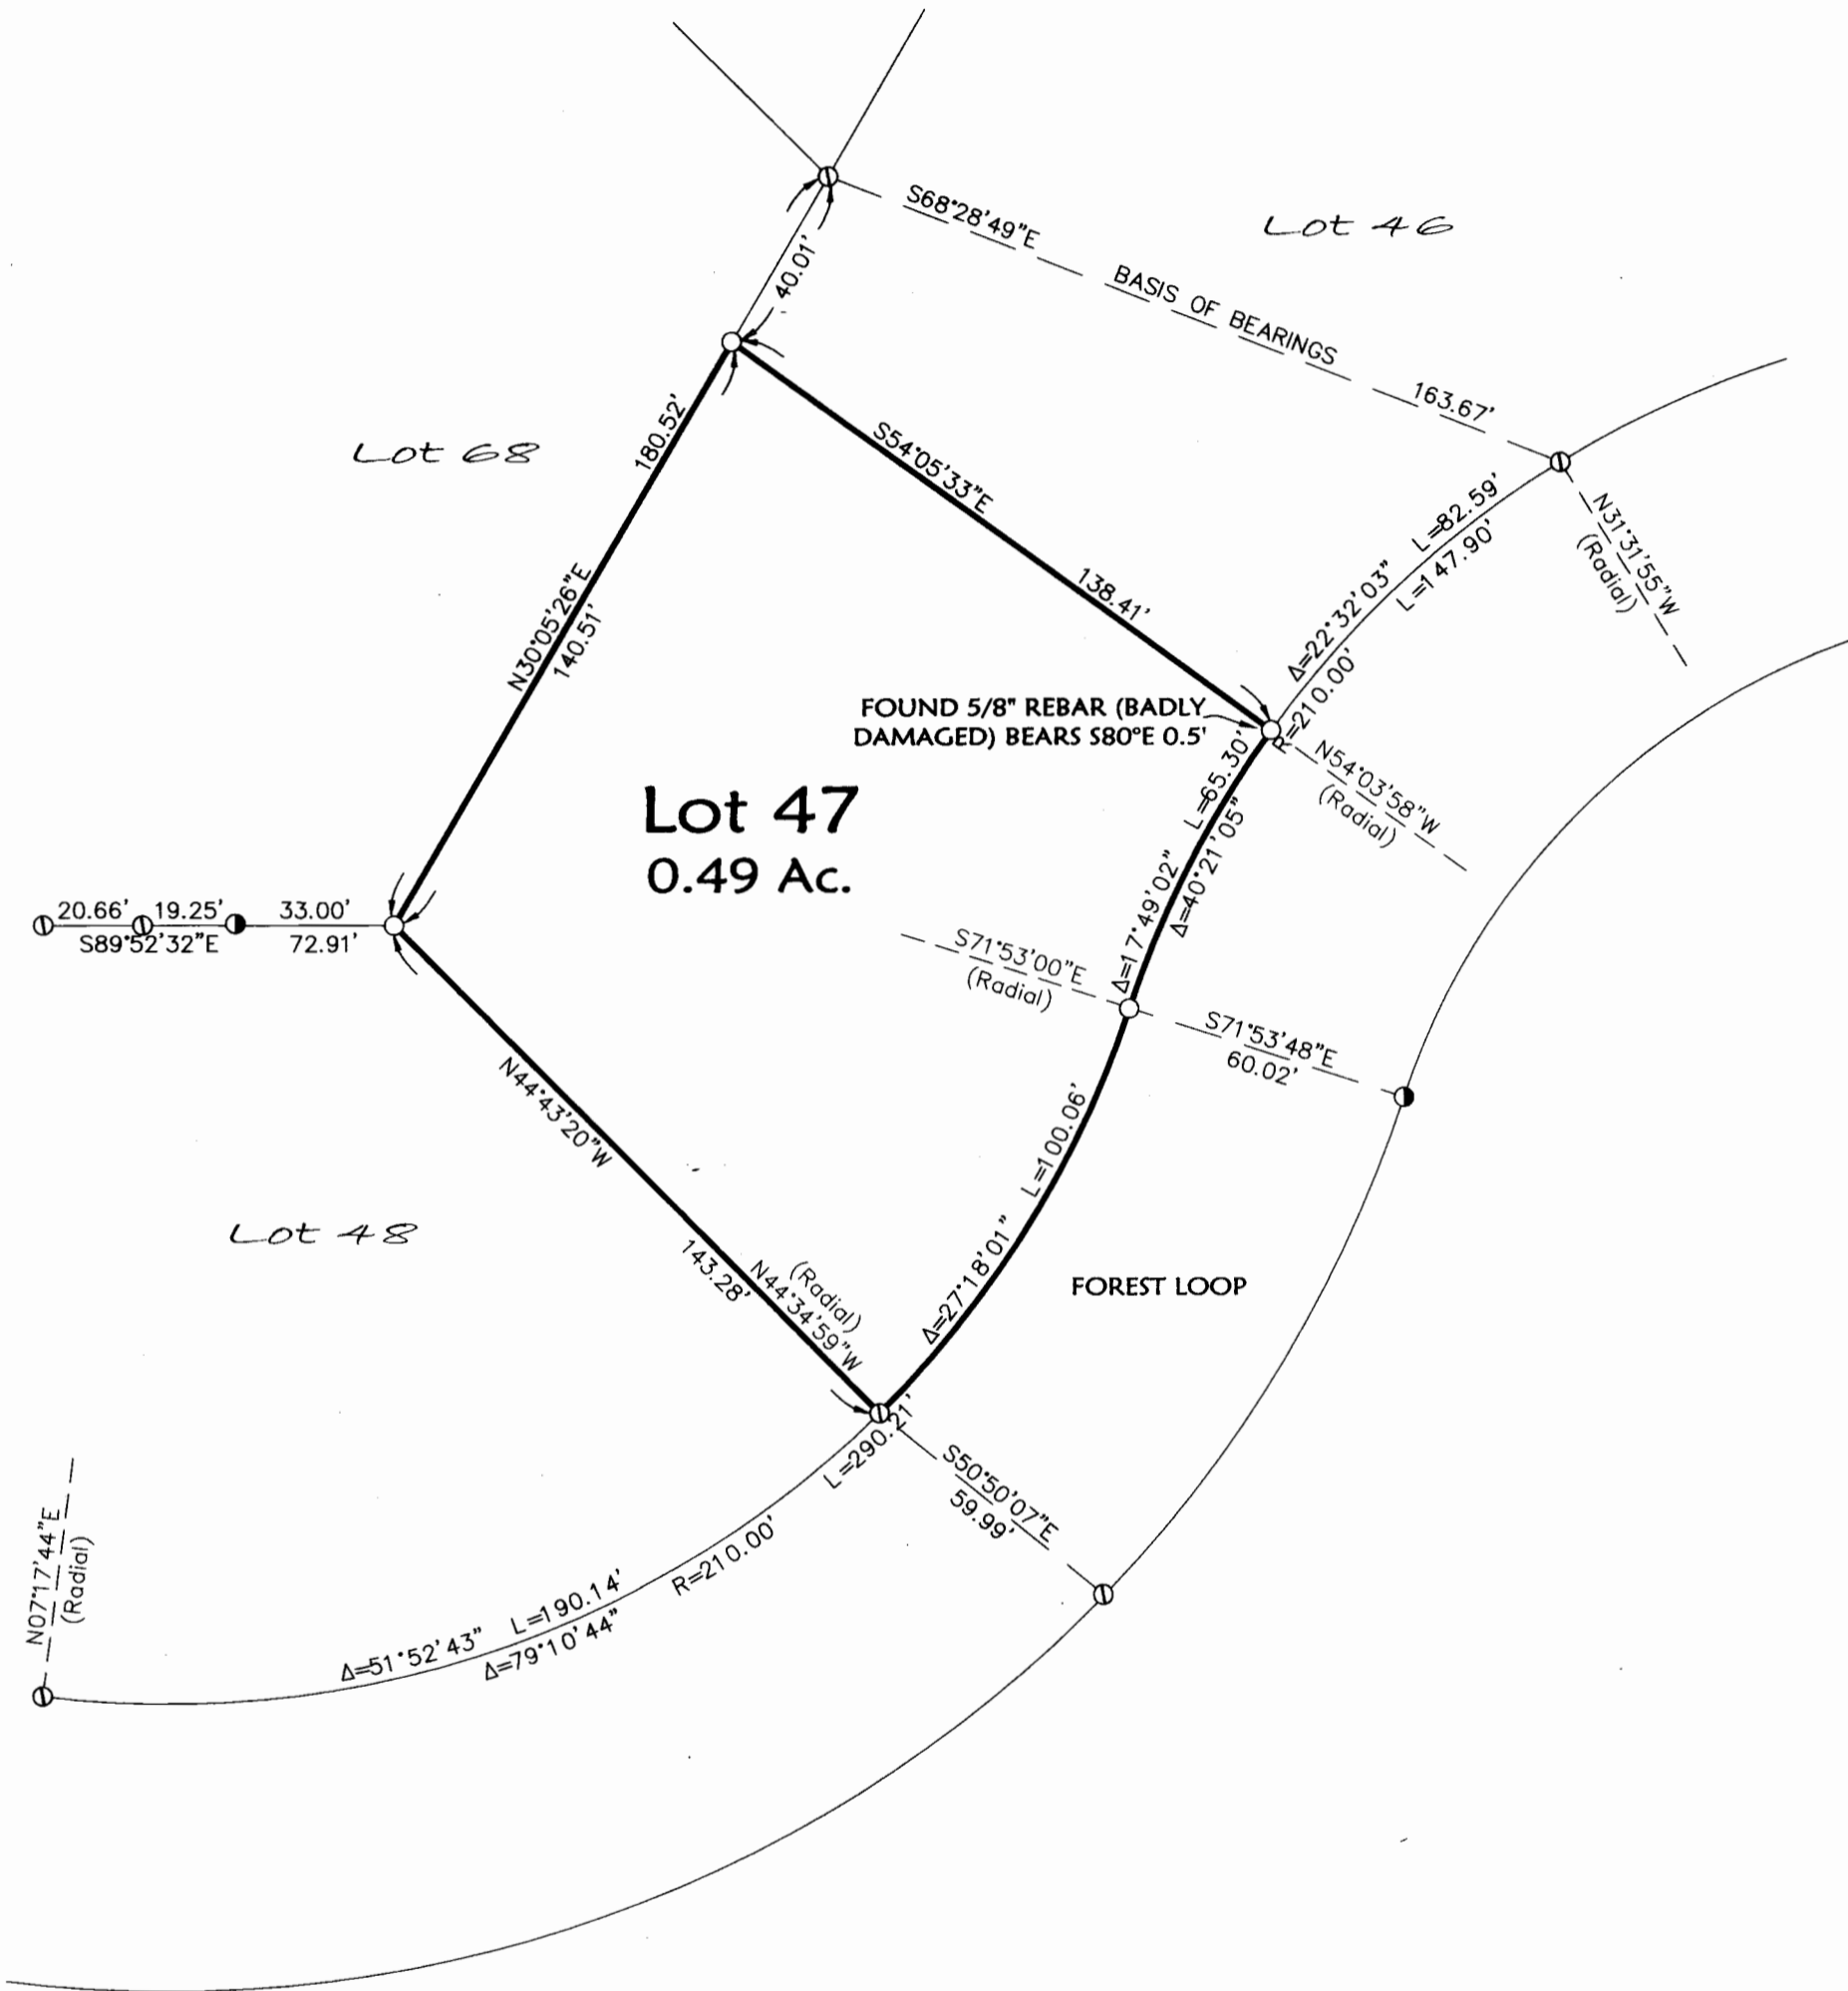 S68°28'49"E
BASIS OF BEARINGS
163.67'
Lot 46
40.01'
Lot 68
180.52'
N30°05'26"E
140.51'
S54°05'33"E
138.41'
L=82.59'
Δ=22°32'03"
L=147.90'
R=210.00'
N31°31'55"W
(Radial)
FOUND 5/8" REBAR (BADLY
DAMAGED) BEARS S80°E 0.5'
N54°03'58"W
(Radial)
Lot 47
0.49 Ac.
L=65.30'
Δ=17°49'02"
Δ=40°21'05"
20.66'
19.25'
33.00'
S89°52'32"E
72.91'
S71°53'00"E
(Radial)
S71°53'48"E
60.02'
N44°43'20"W
143.28'
(Radial)
N44°34'59"W
L=100.06'
Δ=27°18'01"
Lot 48
FOREST LOOP
L=290.21'
S50°50'07"E
59.99'
N07°17'44"E
(Radial)
Δ=51°52'43"
L=190.14'
Δ=79°10'44"
R=210.00'